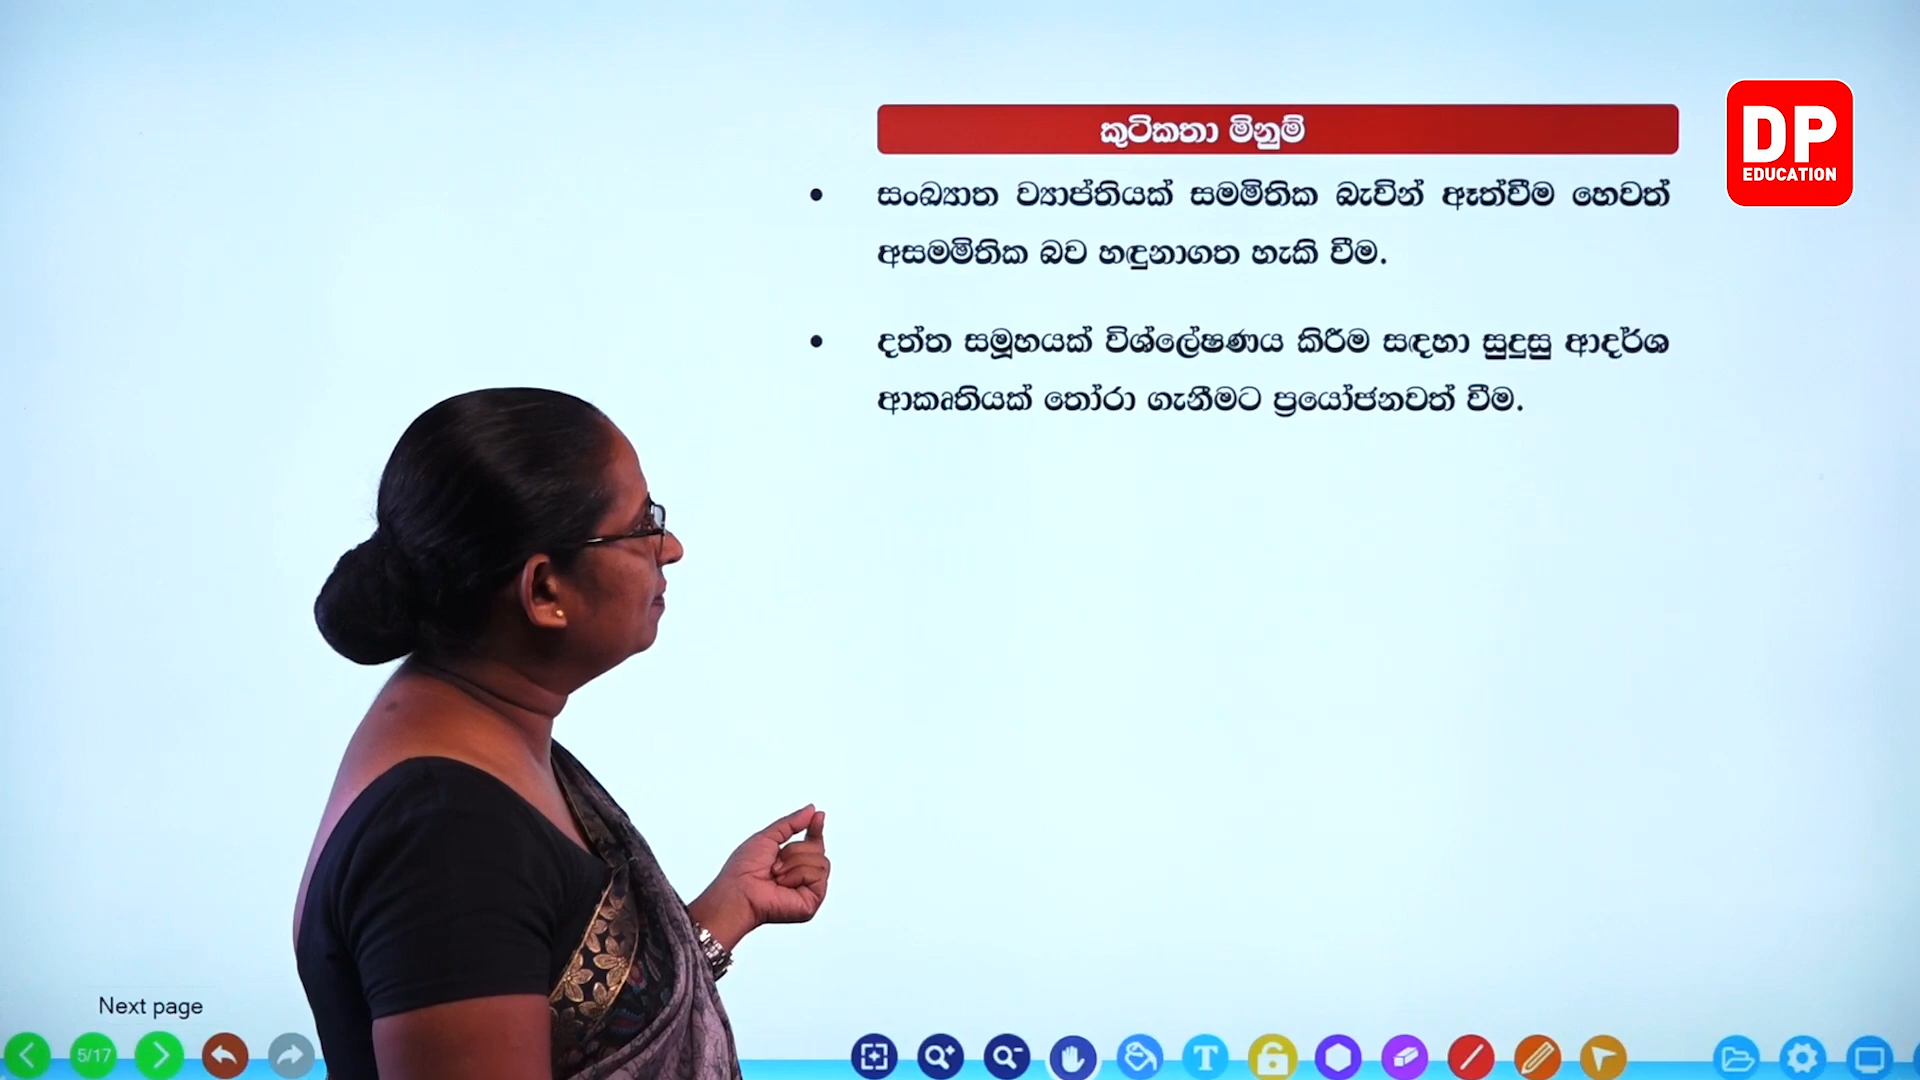 කුටිකතා මිනුම්
DP
EDUCATION
• සංඛ්‍යාත ව්‍යාප්තියක් සමමිතික බැවින් ඈත්වීම හෙවත්
අසමමිතික බව හඳුනාගත හැකි වීම.
• දත්ත සමූහයක් විශ්ලේෂණය කිරීම සඳහා සුදුසු ආදර්ශ
ආකෘතියක් තෝරා ගැනීමට ප්‍රයෝජනවත් වීම.
Next page
5/17
T